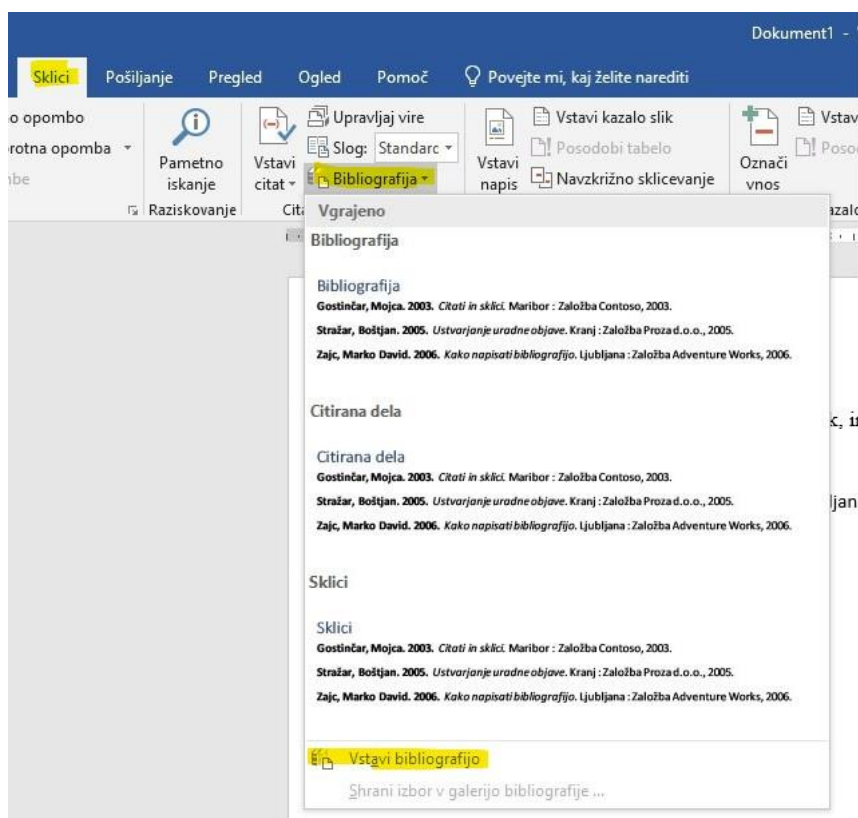 Dokument1 -
Sklici Pošiljanje Pregled Ogled Pomoč Povejte mi, kaj želite narediti
o opombo
rotna opomba
be
Pametno
iskanje
Raziskovanje
Vstavi
citat
Upravljaj vire
Slog: Standarc
Bibliografija
Cita
Vstavi
napis
Vstavi kazalo slik
Posodobi tabelo
Navzkrižno sklicevanje
Označi
vnos
Vstav
Poso
azalo
Vgrajeno
Bibliografija
Bibliografija
Gostinčar, Mojca. 2003. Citati in sklici. Maribor : Založba Contoso, 2003.
Stražar, Boštjan. 2005. Ustvarjanje uradne objave. Kranj : Založba Proza d.o.o., 2005.
Zajc, Marko David. 2006. Kako napisati bibliografijo. Ljubljana : Založba Adventure Works, 2006.
Citirana dela
Citirana dela
Gostinčar, Mojca. 2003. Citati in sklici. Maribor : Založba Contoso, 2003.
Stražar, Boštjan. 2005. Ustvarjanje uradne objave. Kranj : Založba Proza d.o.o., 2005.
Zajc, Marko David. 2006. Kako napisati bibliografijo. Ljubljana : Založba Adventure Works, 2006.
k, in
ljan
Sklici
Sklici
Gostinčar, Mojca. 2003. Citati in sklici. Maribor : Založba Contoso, 2003.
Stražar, Boštjan. 2005. Ustvarjanje uradne objave. Kranj : Založba Proza d.o.o., 2005.
Zajc, Marko David. 2006. Kako napisati bibliografijo. Ljubljana : Založba Adventure Works, 2006.
Vstavi bibliografijo
Shrani izbor v galerijo bibliografije ...